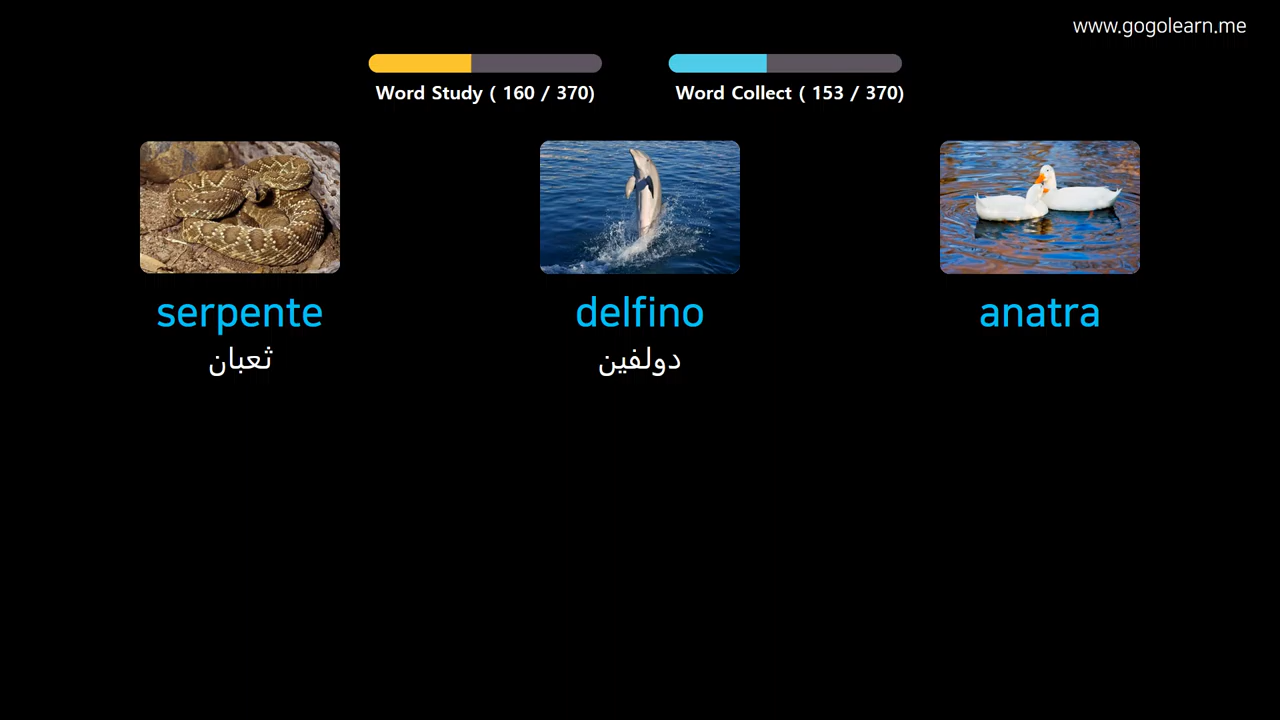 www.gogolearn.me
Word Study ( 160 / 370)
Word Collect ( 153 / 370)
serpente
ثعبان
delfino
دولفين
anatra